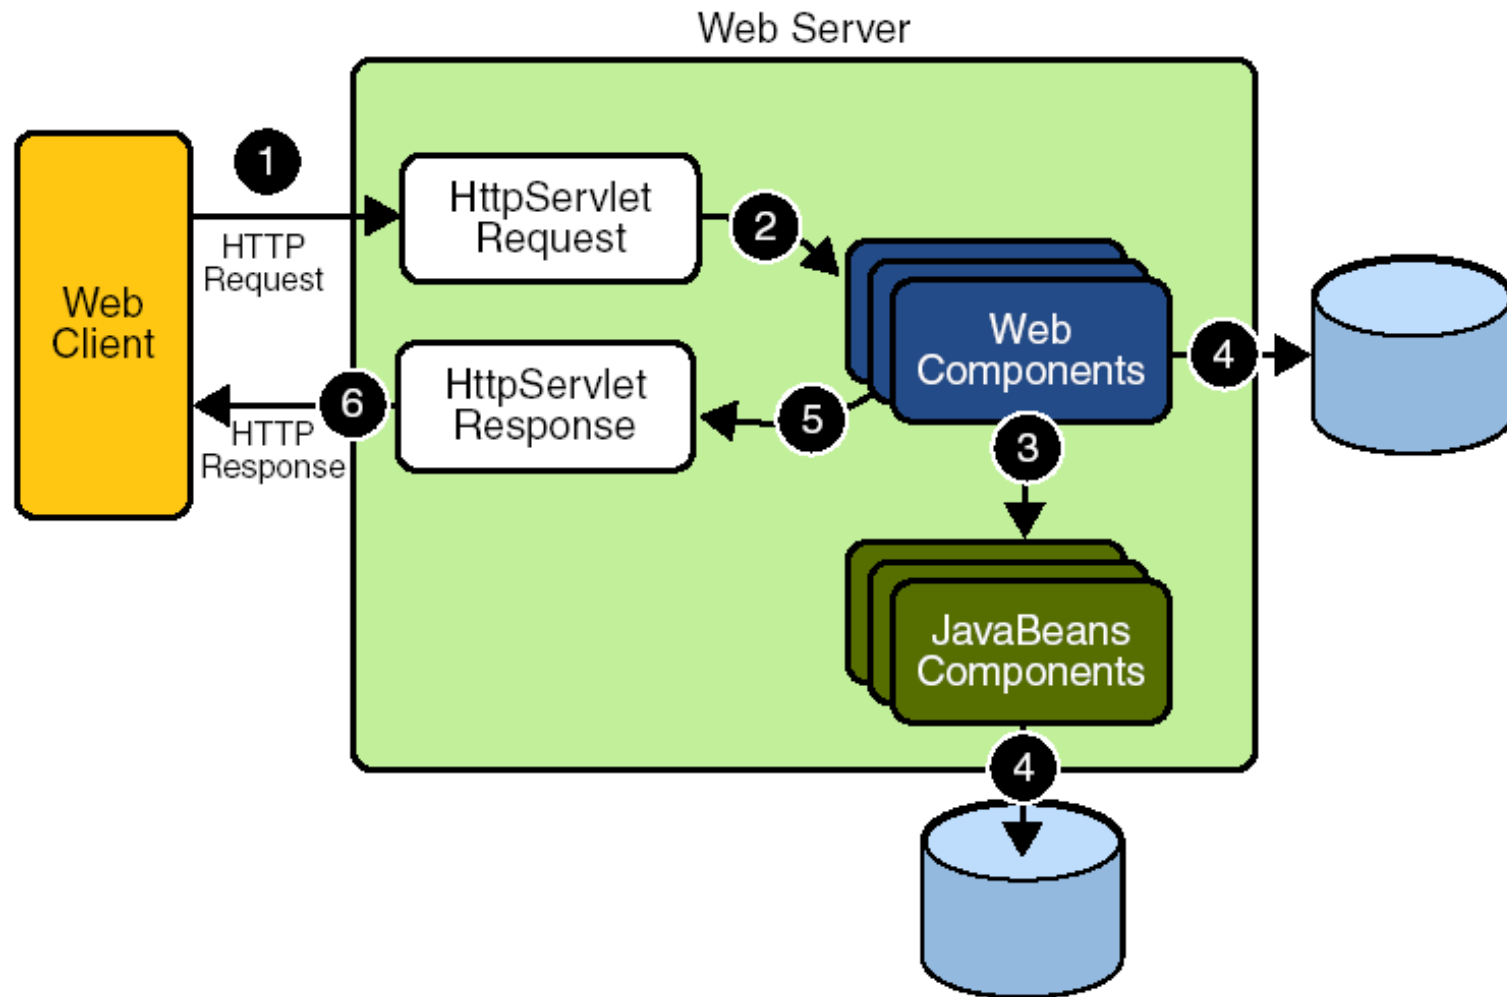 Web Server
1
HttpServlet
Request
2
HTTP
Request
Web
Client
Web
Components
4
HttpServlet
Response
5
6
HTTP
Response
3
JavaBeans
Components
4